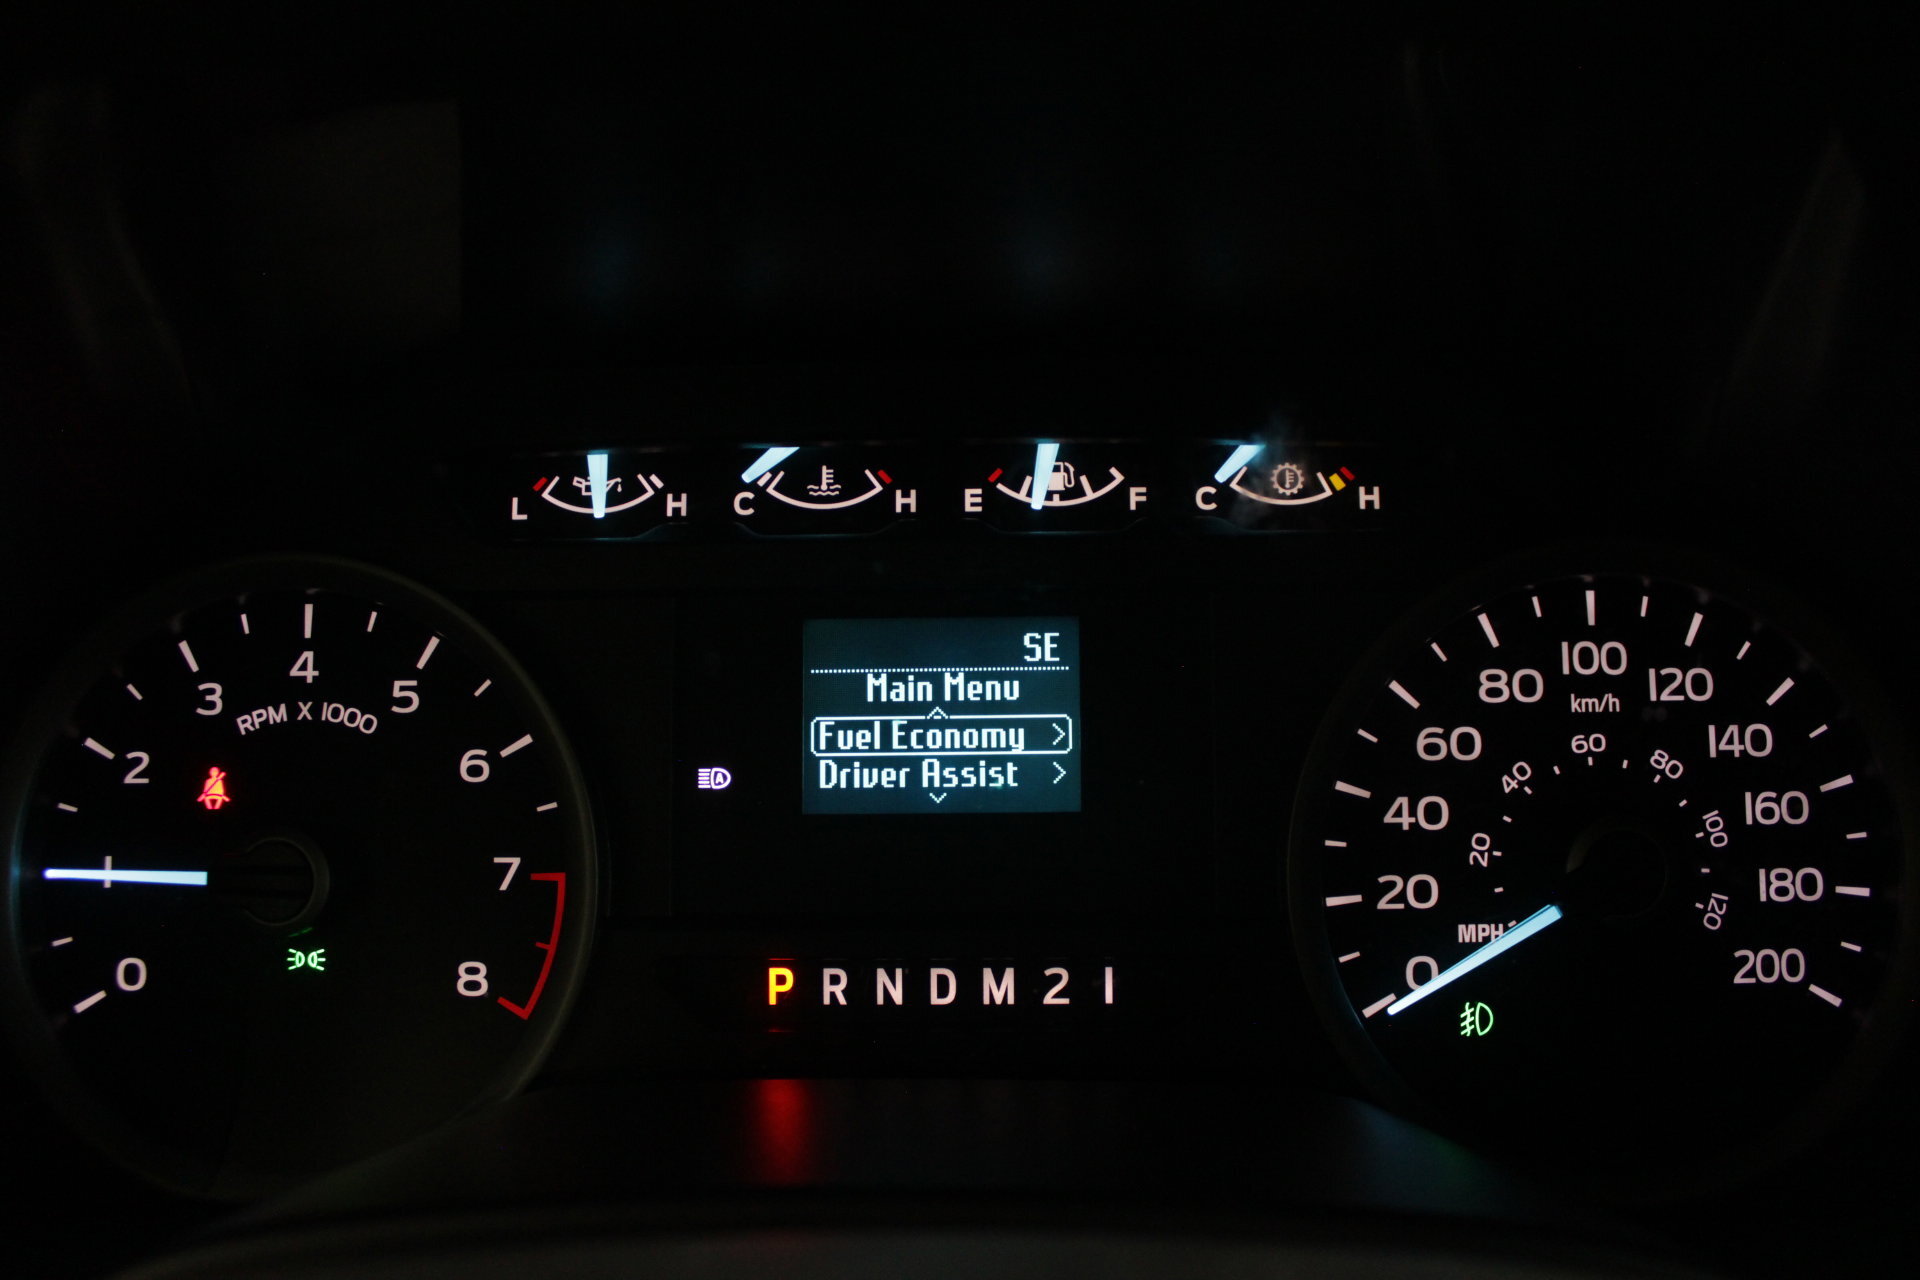 L H C H E F C H
0 1 2 3 4 5 6 7 8
RPM X 1000
SE
Main Menu
Fuel Economy >
Driver Assist >
P R N D M 2 1
0 20 40 60 80 100 120 140 160 180 200
km/h
20 40 60 80 100 120
MPH